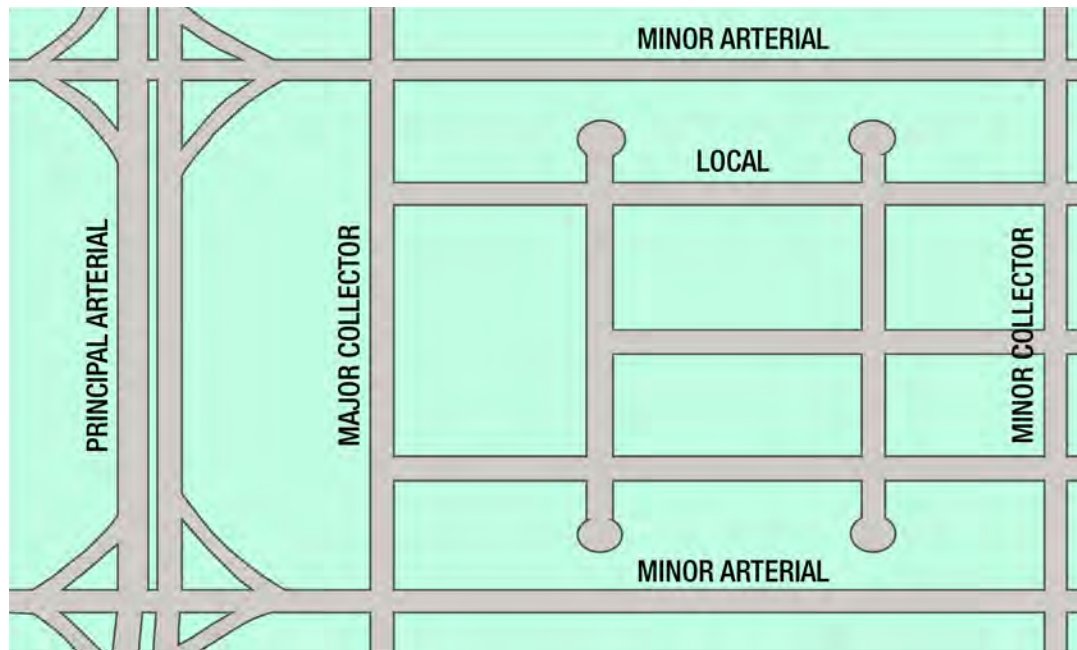 MINOR ARTERIAL
LOCAL
PRINCIPAL ARTERIAL
MAJOR COLLECTOR
MINOR COLLECTOR
MINOR ARTERIAL